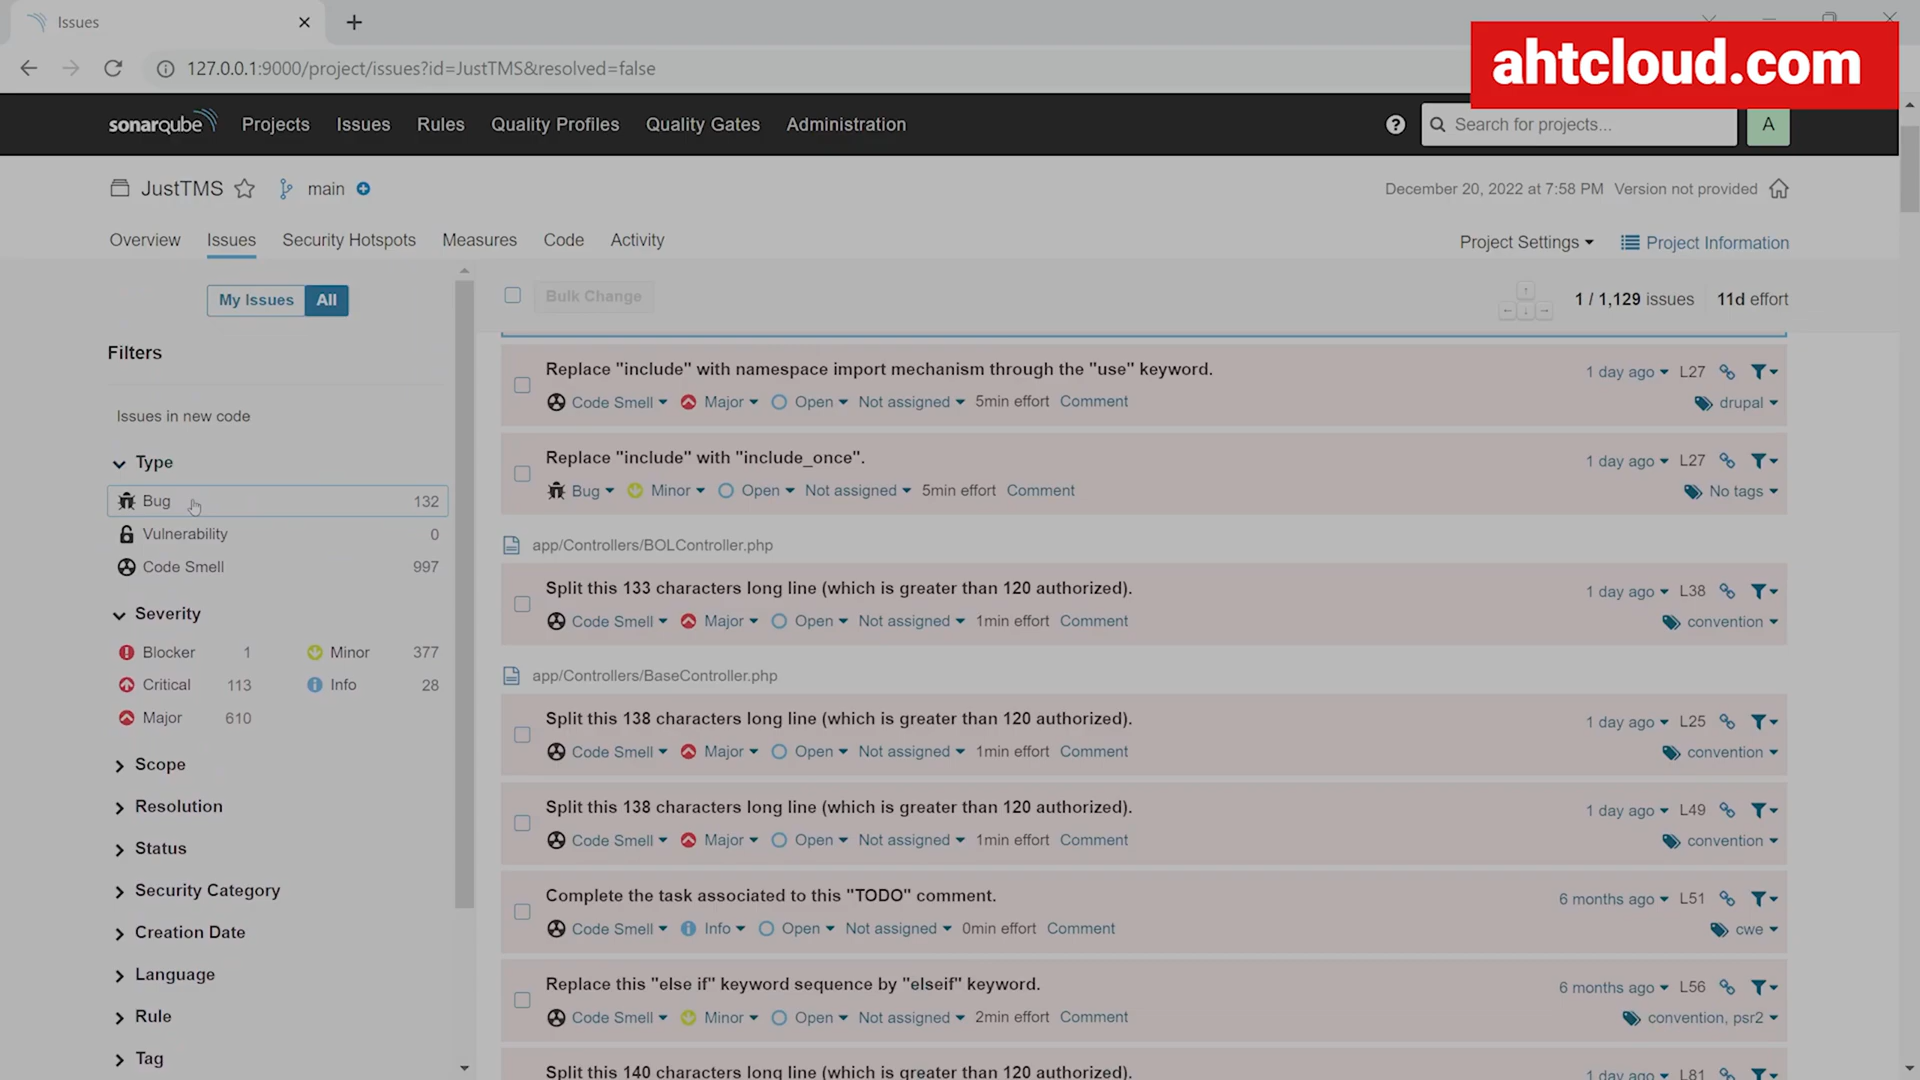 Issues
127.0.0.1:9000/project/issues?id=JustTMS&resolved=false
ahtcloud.com
sonarqube Projects Issues Rules Quality Profiles Quality Gates Administration ? Search for projects... A
JustTMS main December 20, 2022 at 7:58 PM Version not provided
Overview Issues Security Hotspots Measures Code Activity Project Settings Project Information
My Issues All
Bulk Change 1 / 1,129 issues 11d effort
Filters
Issues in new code
Type
Bug 132
Vulnerability 0
Code Smell 997
Severity
Blocker 1 Minor 377
Critical 113 Info 28
Major 610
Scope
Resolution
Status
Security Category
Creation Date
Language
Rule
Tag
Replace "include" with namespace import mechanism through the "use" keyword. 1 day ago L27
Code Smell Major Open Not assigned 5min effort Comment drupal
Replace "include" with "include_once". 1 day ago L27
Bug Minor Open Not assigned 5min effort Comment No tags
app/Controllers/BOLController.php
Split this 133 characters long line (which is greater than 120 authorized). 1 day ago L38
Code Smell Major Open Not assigned 1min effort Comment convention
app/Controllers/BaseController.php
Split this 138 characters long line (which is greater than 120 authorized). 1 day ago L25
Code Smell Major Open Not assigned 1min effort Comment convention
Split this 138 characters long line (which is greater than 120 authorized). 1 day ago L49
Code Smell Major Open Not assigned 1min effort Comment convention
Complete the task associated to this "TODO" comment. 6 months ago L51
Code Smell Info Open Not assigned 0min effort Comment cwe
Replace this "else if" keyword sequence by "elseif" keyword. 6 months ago L56
Code Smell Minor Open Not assigned 2min effort Comment convention, psr2
Split this 140 characters long line (which is greater than 120 authorized). 1 day ago L81